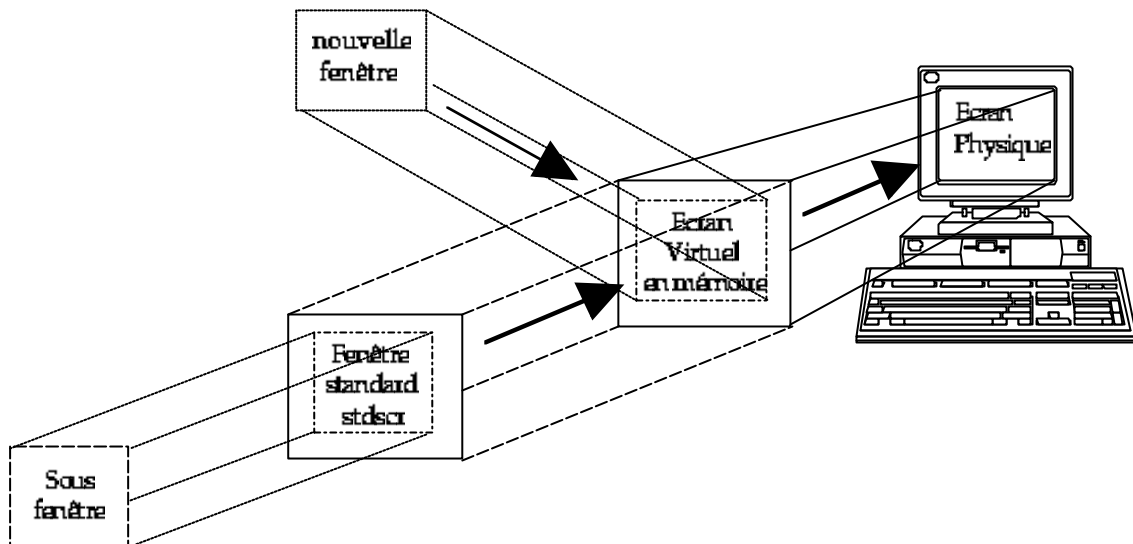 nouvelle
fenêtre
Ecran
Physique
Ecran
Virtuel
en mémoire
Fenêtre
standard
stdscr
Sous
fenêtre